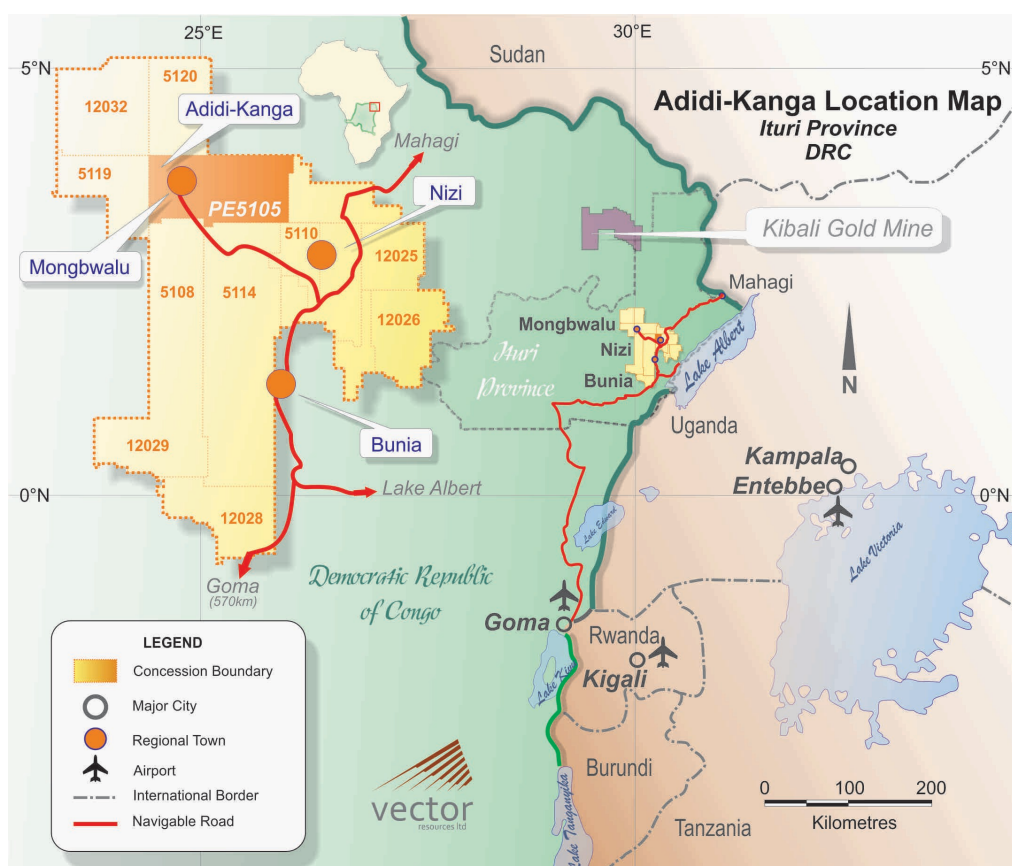 25°E
30°E
5°N
5°N
Sudan
Adidi-Kanga Location Map
Ituri Province
DRC
5120
12032
Adidi-Kanga
Mahagi
5119
PE5105
Nizi
5110
Kibali Gold Mine
Mongbwalu
12025
5108
5114
Mahagi
12026
Mongbwalu
Nizi
Ituri
Province
Bunia
Lake Albert
N
Uganda
12029
Bunia
Kampala
Entebbe
Lake Albert
0°N
0°N
12028
Lake Edward
Lake Victoria
Goma
(570km)
Democratic Republic
of Congo
Goma
Rwanda
Kigali
Lake Kivu
LEGEND
Concession Boundary
Major City
Regional Town
Airport
International Border
Navigable Road
vector
resources ltd
Burundi
Lake Tanganyika
Tanzania
0 100 200
Kilometres